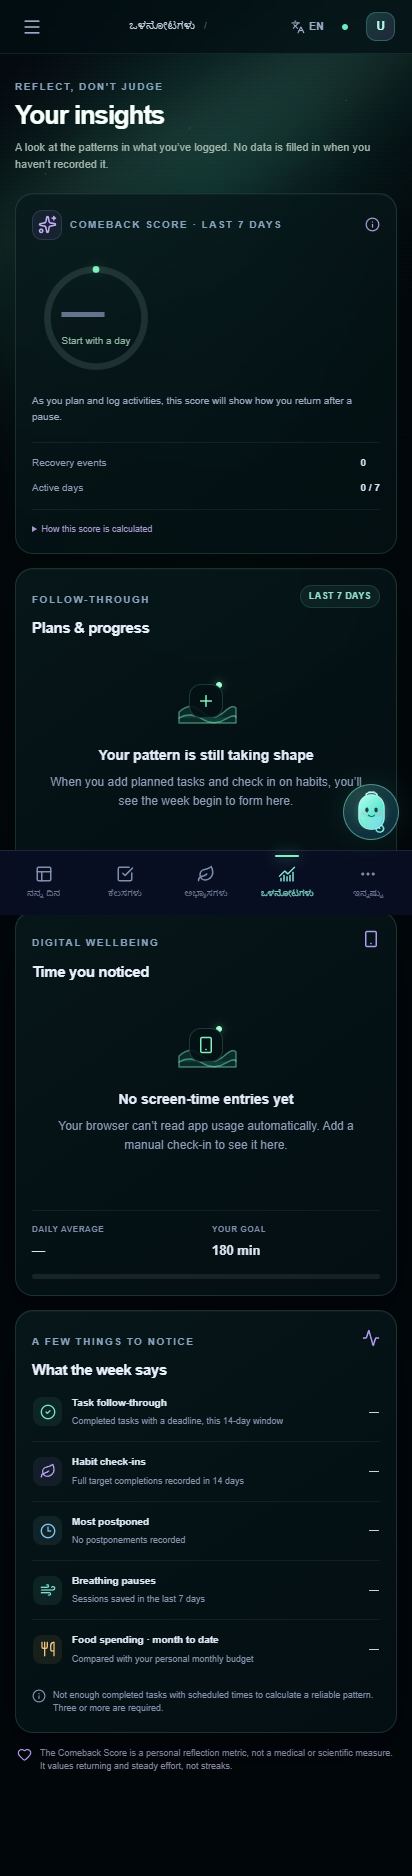 ಒಳನೋಟಗಳು /
EN
U
REFLECT, DON'T JUDGE
Your insights
A look at the patterns in what you've logged. No data is filled in when you
haven't recorded it.
COMEBACK SCORE · LAST 7 DAYS
—
Start with a day
As you plan and log activities, this score will show how you return after a
pause.
Recovery events 0
Active days 0 / 7
▸ How this score is calculated
FOLLOW-THROUGH
LAST 7 DAYS
Plans & progress
Your pattern is still taking shape
When you add planned tasks and check in on habits, you'll
see the week begin to form here.
ನನ್ನ ದಿನ
ಕೆಲಸಗಳು
ಅಭ್ಯಾಸಗಳು
ಒಳನೋಟಗಳು
ಇನ್ನಷ್ಟು
DIGITAL WELLBEING
Time you noticed
No screen-time entries yet
Your browser can't read app usage automatically. Add a
manual check-in to see it here.
DAILY AVERAGE
—
YOUR GOAL
180 min
A FEW THINGS TO NOTICE
What the week says
Task follow-through
Completed tasks with a deadline, this 14-day window
—
Habit check-ins
Full target completions recorded in 14 days
—
Most postponed
No postponements recorded
—
Breathing pauses
Sessions saved in the last 7 days
—
Food spending · month to date
Compared with your personal monthly budget
—
Not enough completed tasks with scheduled times to calculate a reliable pattern.
Three or more are required.
The Comeback Score is a personal reflection metric, not a medical or scientific measure.
It values returning and steady effort, not streaks.